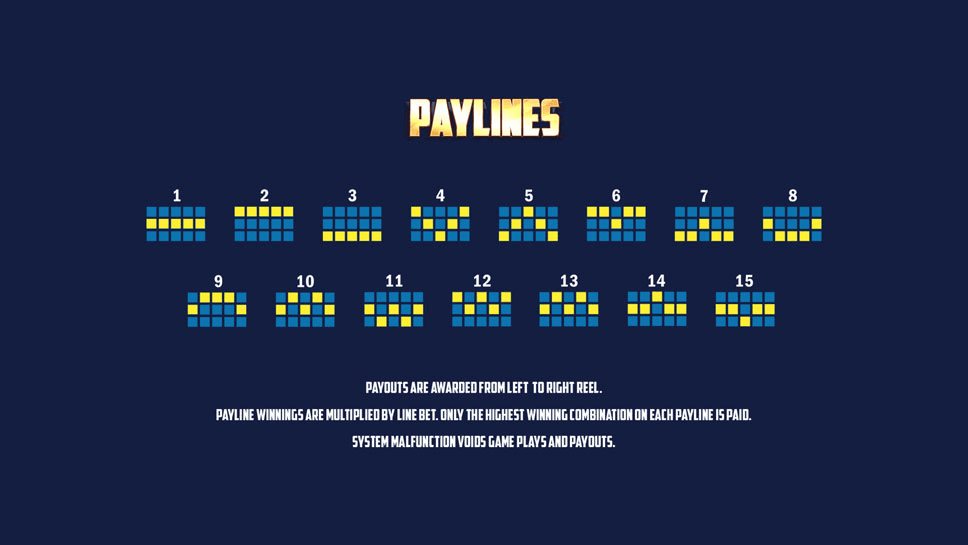 PAYLINES
1 2 3 4 5 6 7 8
9 10 11 12 13 14 15
PAYOUTS ARE AWARDED FROM LEFT TO RIGHT REEL.
PAYLINE WINNINGS ARE MULTIPLIED BY LINE BET. ONLY THE HIGHEST WINNING COMBINATION ON EACH PAYLINE IS PAID.
SYSTEM MALFUNCTION VOIDS GAME PLAYS AND PAYOUTS.